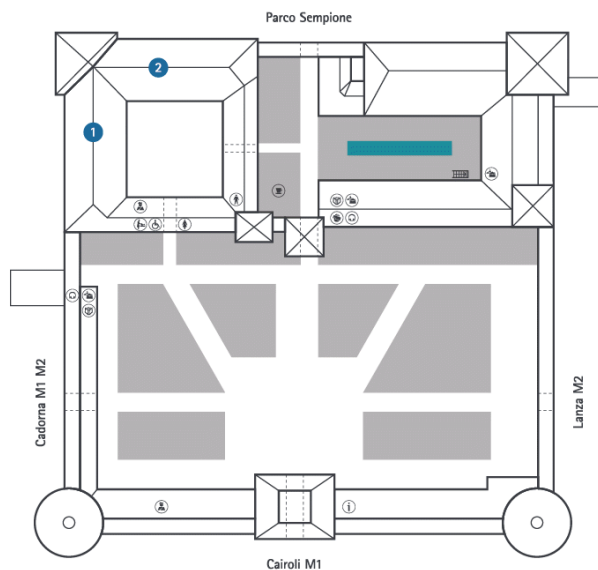 Parco Sempione
2
1
Cadorna M1 M2
Lanza M2
i
Cairoli M1